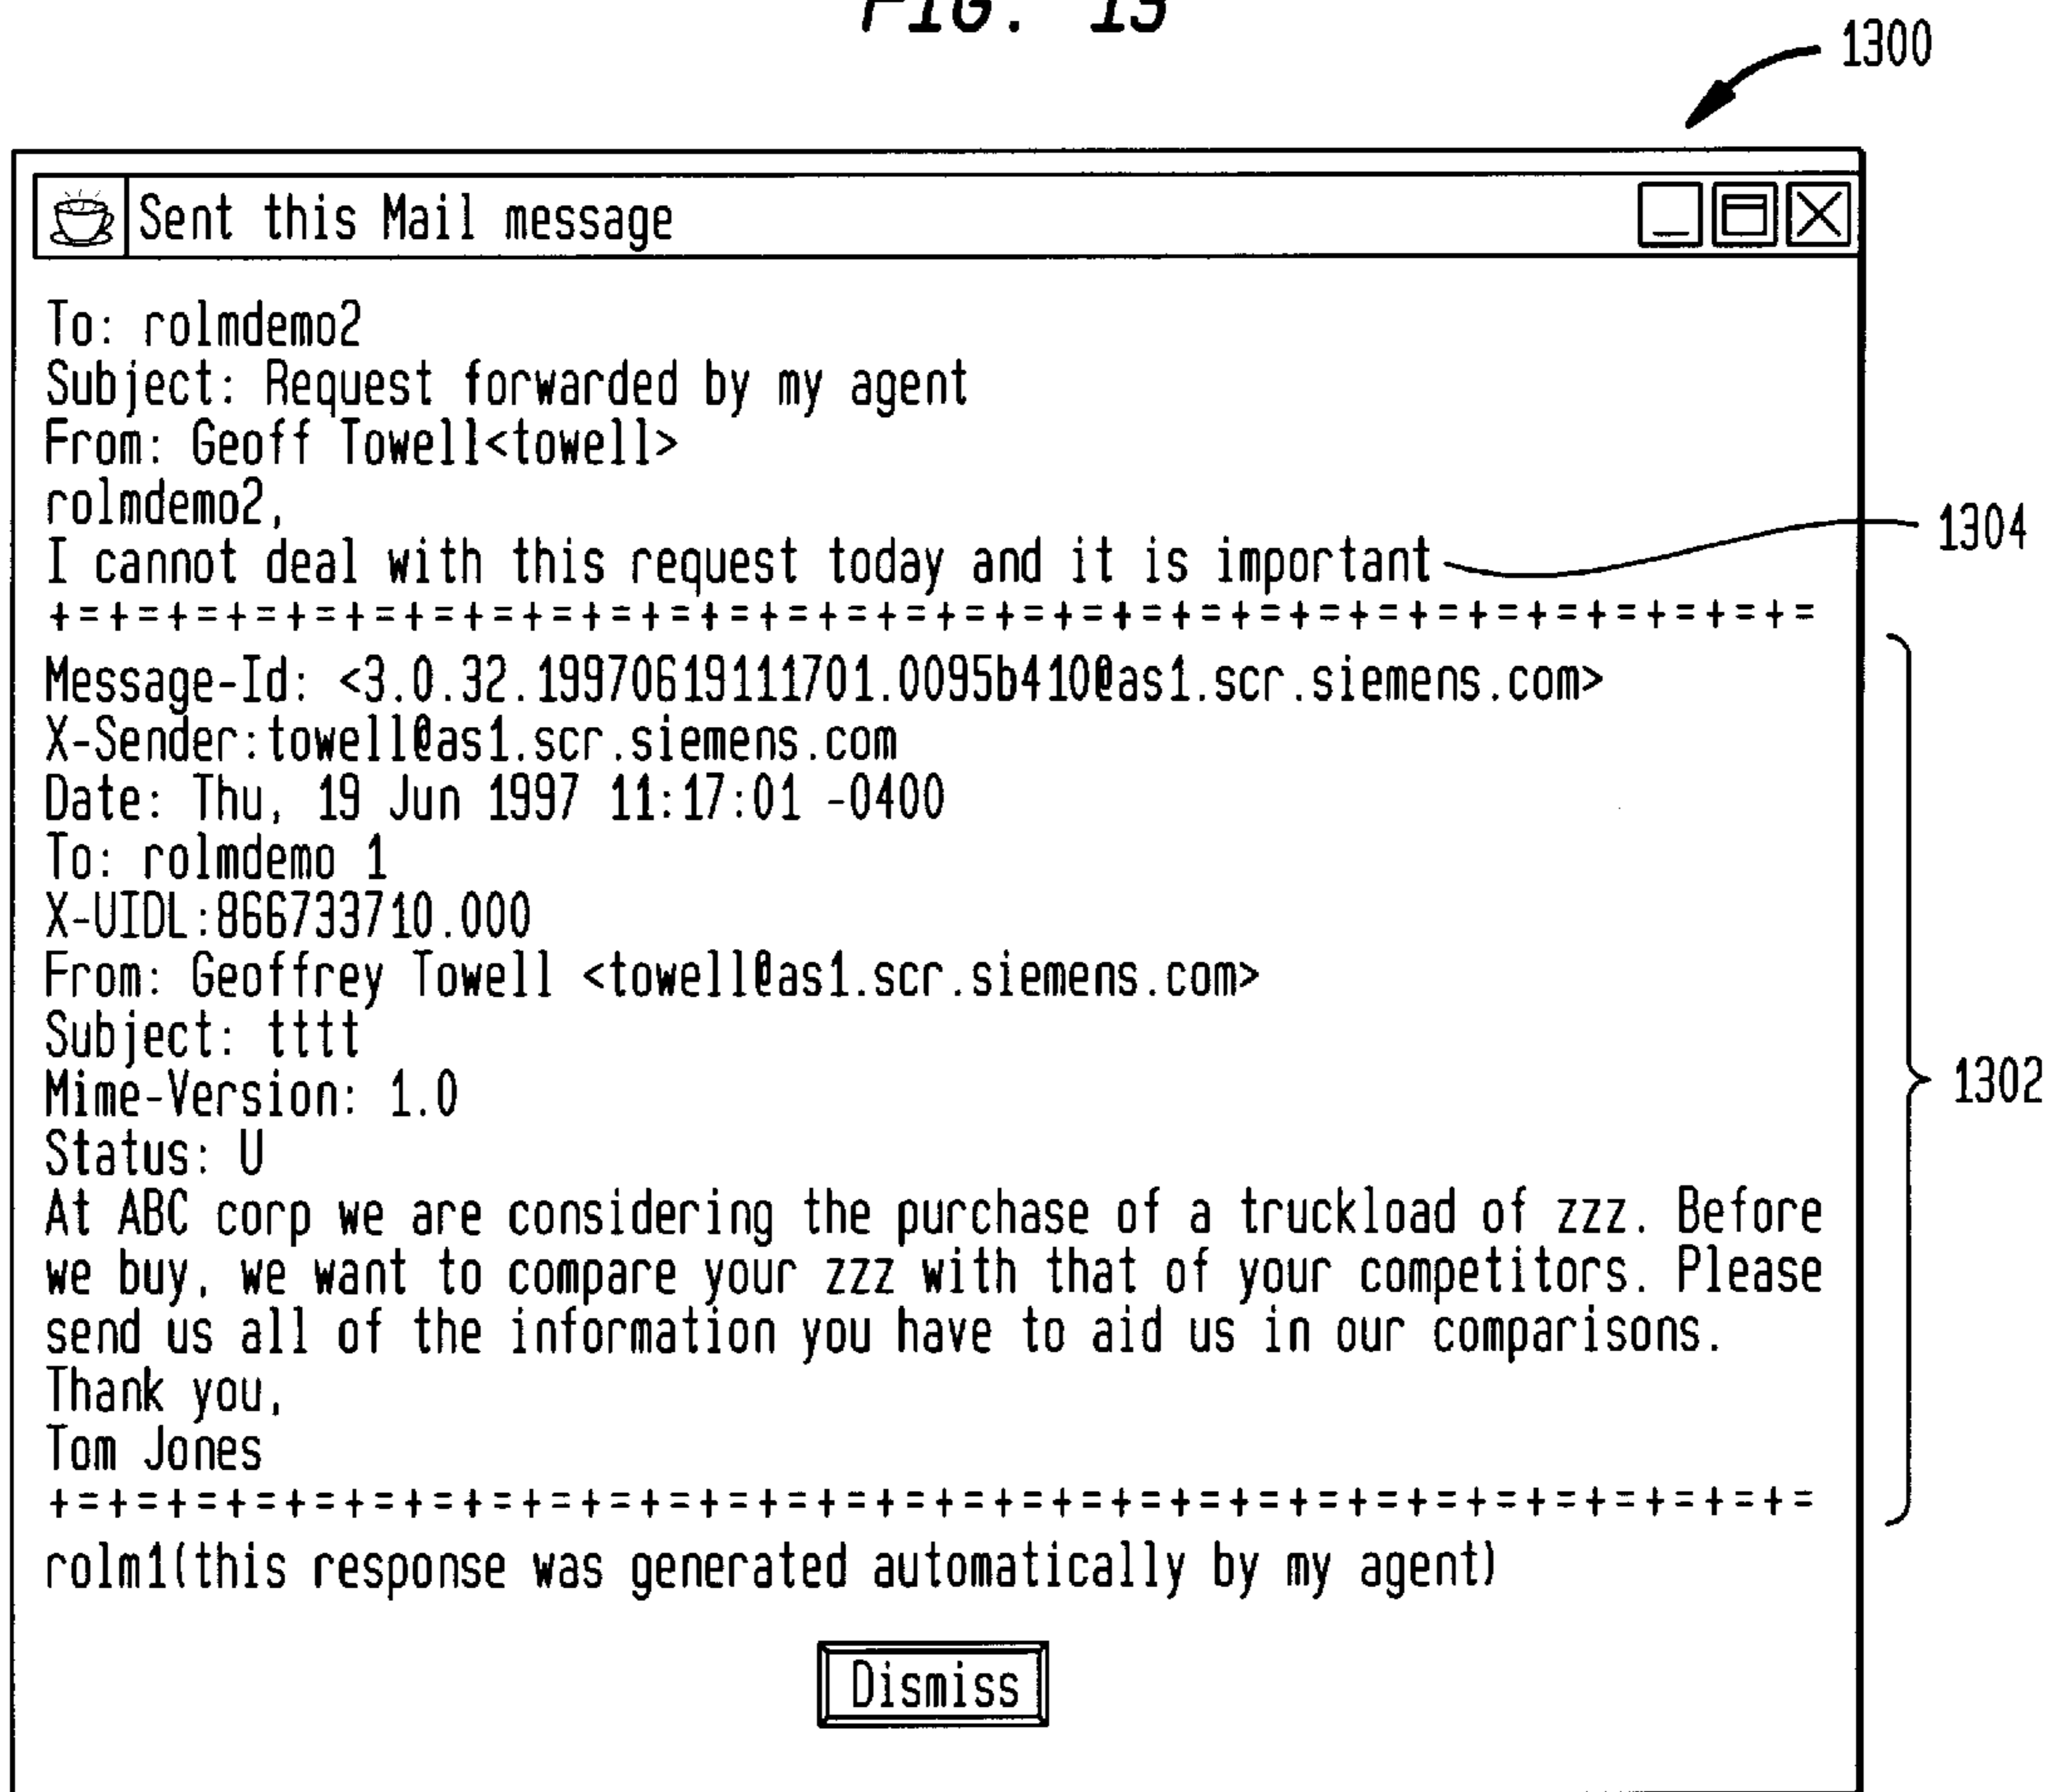 FIG. 13
1300
Sent this Mail message
To: rolmdemo2
Subject: Request forwarded by my agent
From: Geoff Towell<towell>
rolmdemo2,
I cannot deal with this request today and it is important
1304
+=+=+=+=+=+=+=+=+=+=+=+=+=+=+=+=+=+=+=+=+=+=+=+=+=+=+=+=+=+=
Message-Id: <3.0.32.19970619111701.0095b410@as1.scr.siemens.com>
X-Sender:towell@as1.scr.siemens.com
Date: Thu, 19 Jun 1997 11:17:01 -0400
To: rolmdemo 1
X-UIDL:866733710.000
From: Geoffrey Towell <towell@as1.scr.siemens.com>
Subject: tttt
Mime-Version: 1.0
1302
Status: U
At ABC corp we are considering the purchase of a truckload of zzz. Before
we buy, we want to compare your zzz with that of your competitors. Please
send us all of the information you have to aid us in our comparisons.
Thank you,
Tom Jones
+=+=+=+=+=+=+=+=+=+=+=+=+=+=+=+=+=+=+=+=+=+=+=+=+=+=+=+=+=+=
rolm1(this response was generated automatically by my agent)
Dismiss